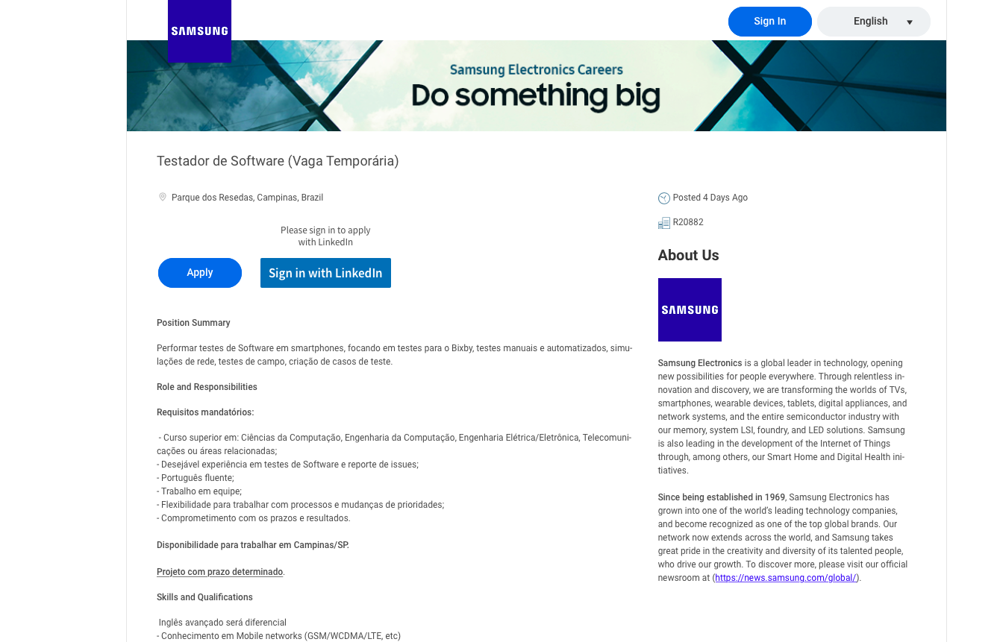 SAMSUNG
Sign In
English
Samsung Electronics Careers
Do something big
Testador de Software (Vaga Temporária)
Parque dos Resedas, Campinas, Brazil
Please sign in to apply
with LinkedIn
Apply
Sign in with LinkedIn
Position Summary
Performar testes de Software em smartphones, focando em testes para o Bixby, testes manuais e automatizados, simu-
lações de rede, testes de campo, criação de casos de teste.
Role and Responsibilities
Requisitos mandatórios:
- Curso superior em: Ciências da Computação, Engenharia da Computação, Engenharia Elétrica/Eletrônica, Telecomuni-
cações ou áreas relacionadas;
- Desejável experiência em testes de Software e reporte de issues;
- Português fluente;
- Trabalho em equipe;
- Flexibilidade para trabalhar com processos e mudanças de prioridades;
- Comprometimento com os prazos e resultados.
Disponibilidade para trabalhar em Campinas/SP.
Projeto com prazo determinado.
Skills and Qualifications
Inglês avançado será diferencial
- Conhecimento em Mobile networks (GSM/WCDMA/LTE, etc)
Posted 4 Days Ago
R20882
About Us
SAMSUNG
Samsung Electronics is a global leader in technology, opening
new possibilities for people everywhere. Through relentless in-
novation and discovery, we are transforming the worlds of TVs,
smartphones, wearable devices, tablets, digital appliances, and
network systems, and the entire semiconductor industry with
our memory, system LSI, foundry, and LED solutions. Samsung
is also leading in the development of the Internet of Things
through, among others, our Smart Home and Digital Health ini-
tiatives.
Since being established in 1969, Samsung Electronics has
grown into one of the world's leading technology companies,
and become recognized as one of the top global brands. Our
network now extends across the world, and Samsung takes
great pride in the creativity and diversity of its talented people,
who drive our growth. To discover more, please visit our official
newsroom at (https://news.samsung.com/global/).